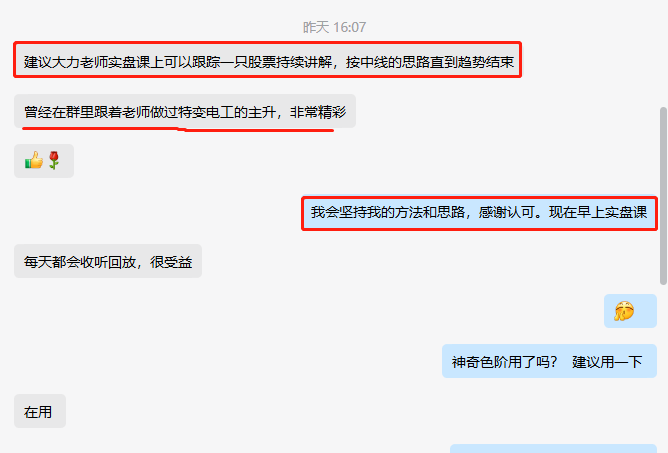 昨天 16:07
建议大力老师实盘课上可以跟踪一只股票持续讲解，按中线的思路直到趋势结束
曾经在群里跟着老师做过特变电工的主升，非常精彩
我会坚持我的方法和思路，感谢认可。现在早上实盘课
每天都会收听回放，很受益
神奇色阶用了吗？ 建议用一下
在用